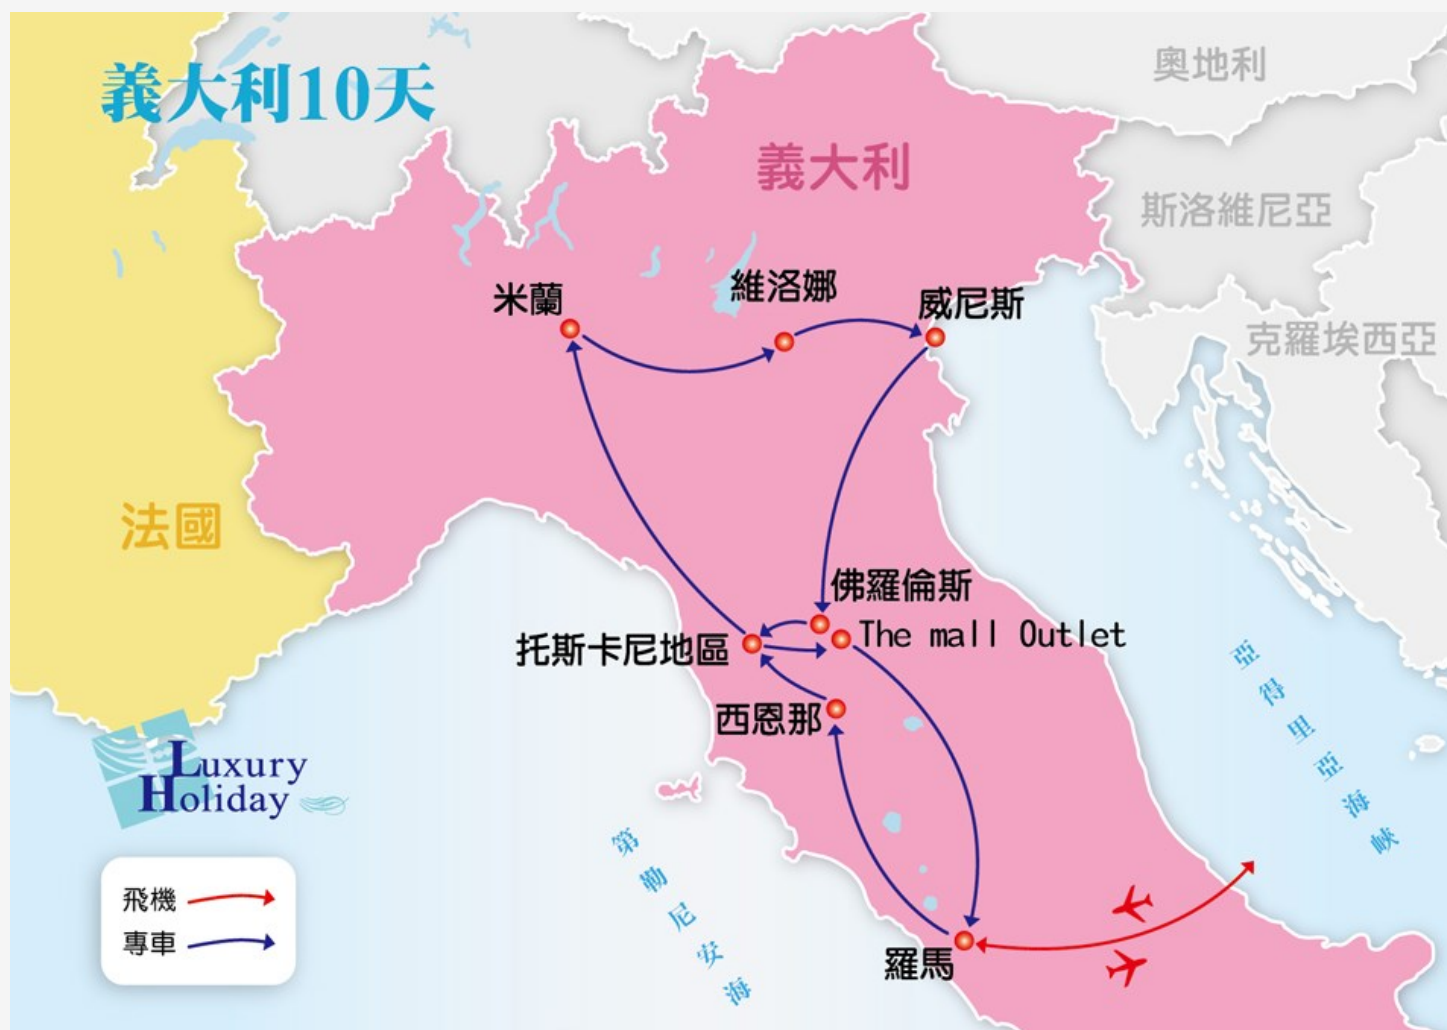 義大利10天
奧地利
義大利
斯洛維尼亞
米蘭
維洛娜
威尼斯
克羅埃西亞
法國
佛羅倫斯
The mall Outlet
托斯卡尼地區
西恩那
亞得里亞海峽
Luxury
Holiday
第勒尼安海
飛機
專車
羅馬